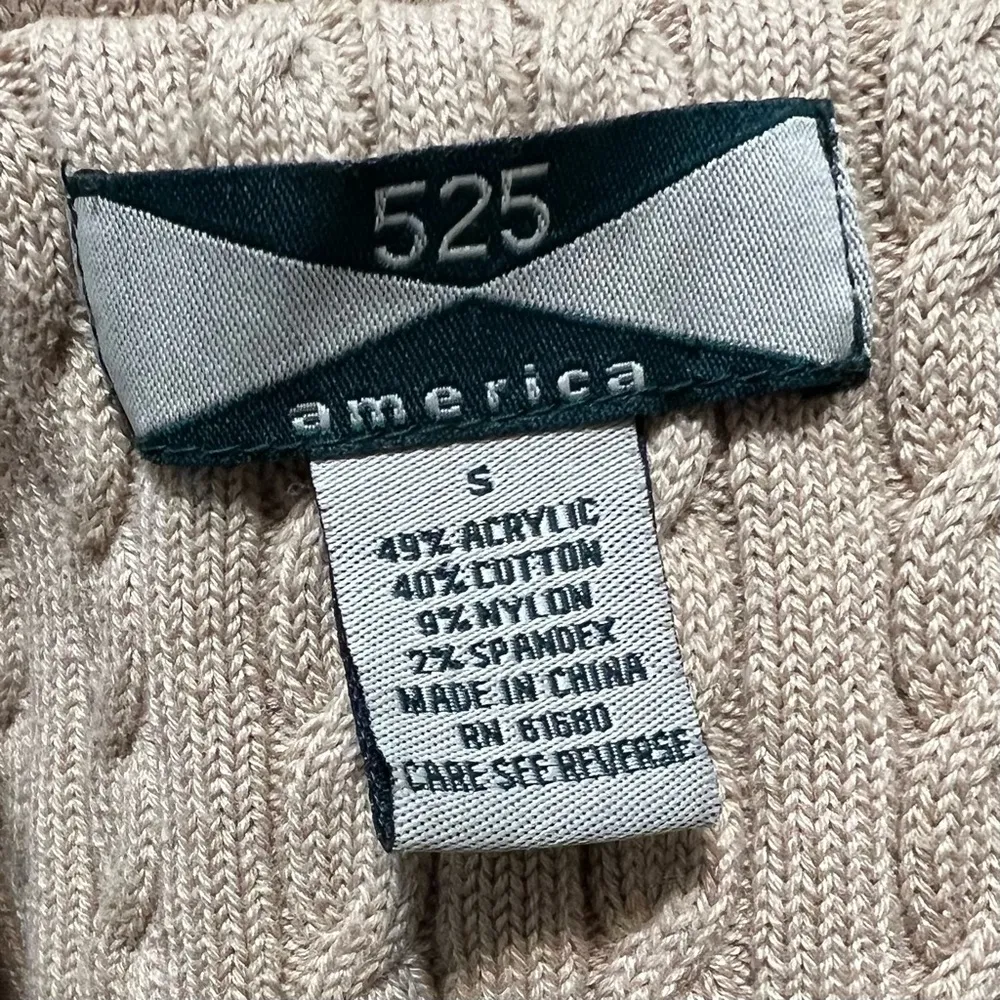 525
america
S
49% ACRYLIC
40% COTTON
9% NYLON
2% SPANDEX
MADE IN CHINA
RN 61680
CARE SEE REVERSE